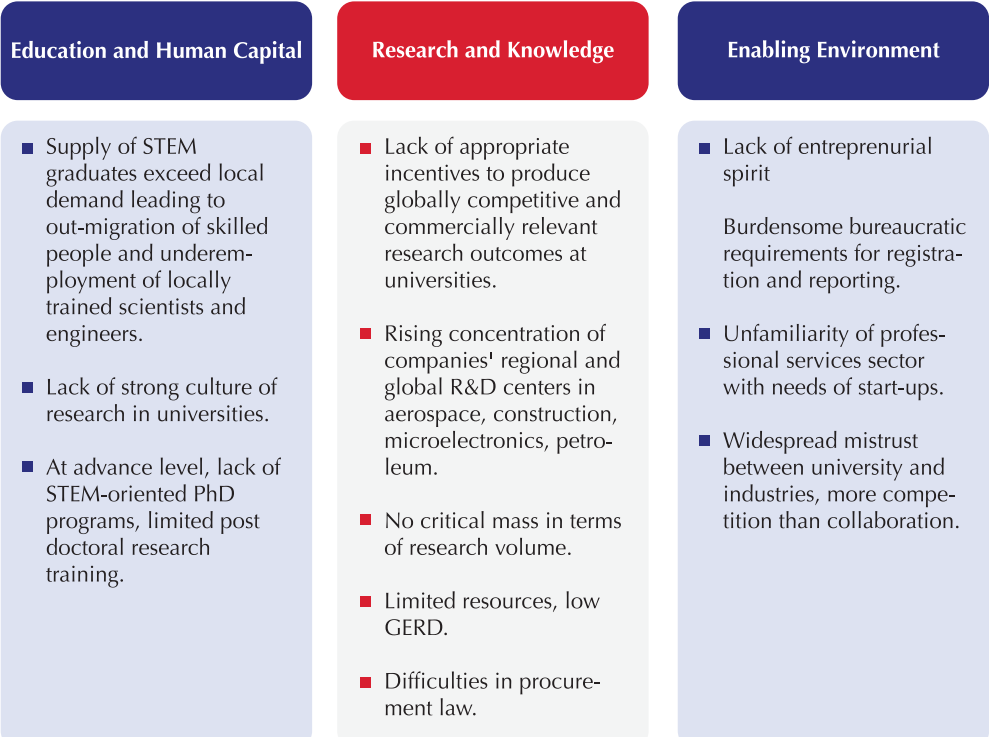 Education and Human Capital
■ Supply of STEM
graduates exceed local
demand leading to
out-migration of skilled
people and underem-
ployment of locally
trained scientists and
engineers.
■ Lack of strong culture of
research in universities.
■ At advance level, lack of
STEM-oriented PhD
programs, limited post
doctoral research
training.
Research and Knowledge
■ Lack of appropriate
incentives to produce
globally competitive and
commercially relevant
research outcomes at
universities.
■ Rising concentration of
companies' regional and
global R&D centers in
aerospace, construction,
microelectronics, petro-
leum.
■ No critical mass in terms
of research volume.
■ Limited resources, low
GERD.
■ Difficulties in procure-
ment law.
Enabling Environment
■ Lack of entreprenurial
spirit
Burdensome bureaucratic
requirements for registra-
tion and reporting.
■ Unfamiliarity of profes-
sional services sector
with needs of start-ups.
■ Widespread mistrust
between university and
industries, more compe-
tition than collaboration.